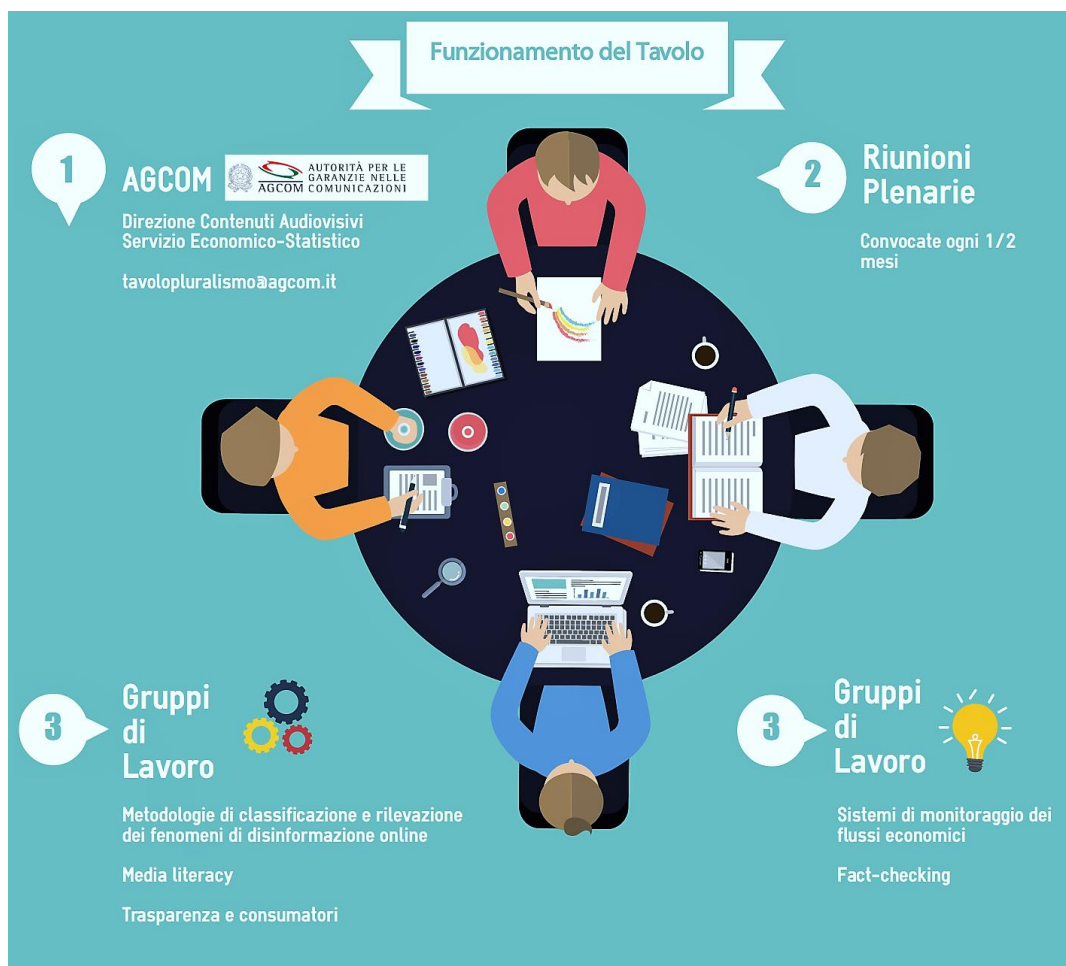 Funzionamento del Tavolo
1
AGCOM
AGCOM
AUTORITÀ PER LE
GARANZIE NELLE
COMUNICAZIONI
Direzione Contenuti Audiovisivi
Servizio Economico-Statistico
tavolopluralismo@agcom.it
2
Riunioni
Plenarie
Convocate ogni 1/2
mesi
3
Gruppi
di
Lavoro
Metodologie di classificazione e rilevazione
dei fenomeni di disinformazione online
Media literacy
Trasparenza e consumatori
3
Gruppi
di
Lavoro
Sistemi di monitoraggio dei
flussi economici
Fact-checking